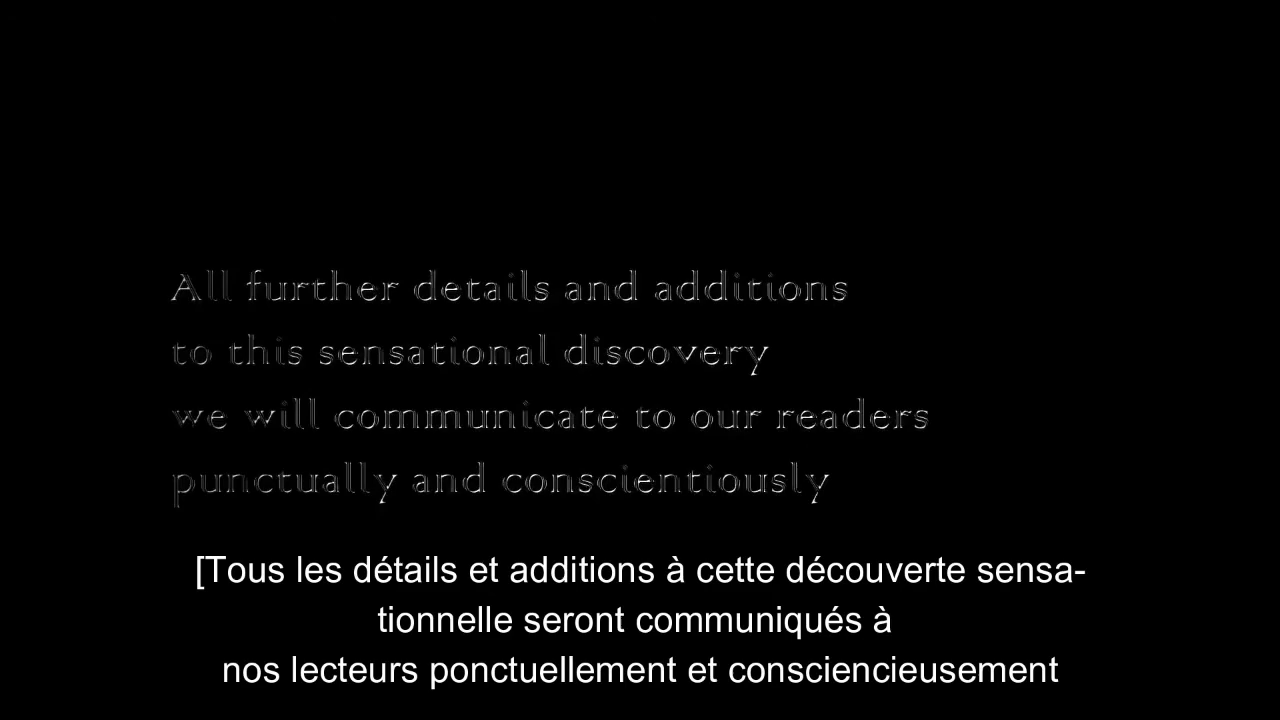 All further details and additions
to this sensational discovery
we will communicate to our readers
punctually and conscientiously
[Tous les détails et additions à cette découverte sensa-
tionnelle seront communiqués à
nos lecteurs ponctuellement et consciencieusement